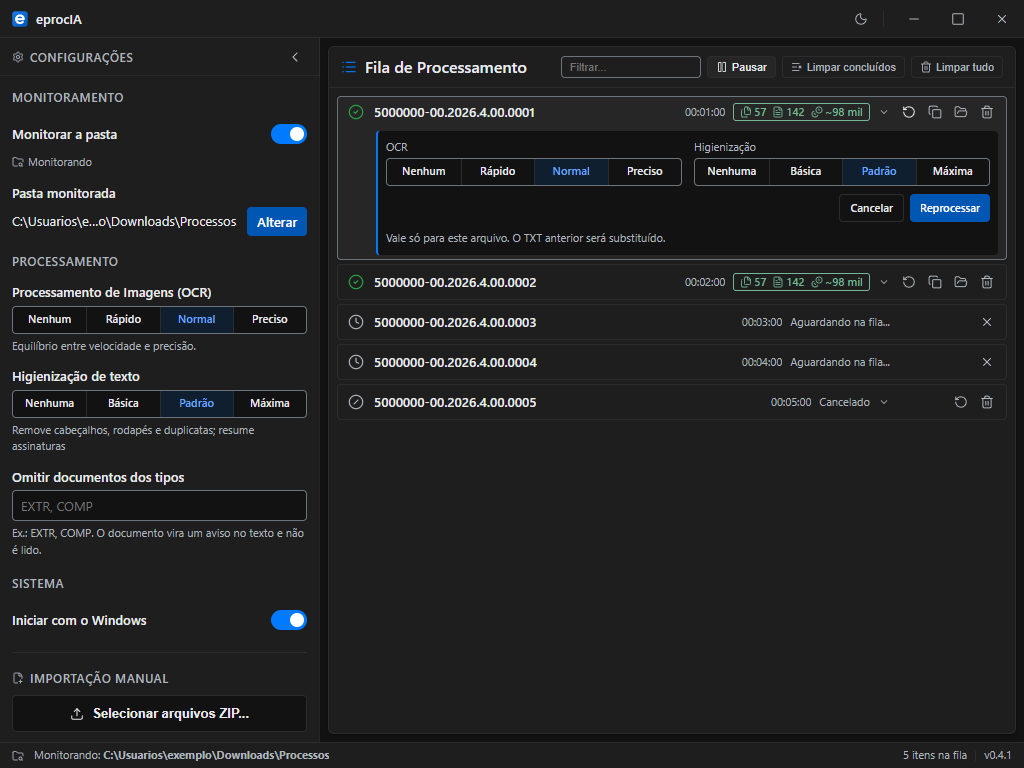 eprocIA
CONFIGURAÇÕES
MONITORAMENTO
Monitorar a pasta
Monitorando
Pasta monitorada
C:\Usuarios\e...o\Downloads\Processos
Alterar
PROCESSAMENTO
Processamento de Imagens (OCR)
Nenhum Rápido Normal Preciso
Equilíbrio entre velocidade e precisão.
Higienização de texto
Nenhuma Básica Padrão Máxima
Remove cabeçalhos, rodapés e duplicatas; resume
assinaturas
Omitir documentos dos tipos
EXTR, COMP
Ex.: EXTR, COMP. O documento vira um aviso no texto e não
é lido.
SISTEMA
Iniciar com o Windows
IMPORTAÇÃO MANUAL
Selecionar arquivos ZIP...
Fila de Processamento
Filtrar...
Pausar
Limpar concluídos
Limpar tudo
5000000-00.2026.4.00.0001 00:01:00 57 142 ~98 mil
OCR
Nenhum Rápido Normal Preciso
Higienização
Nenhuma Básica Padrão Máxima
Cancelar Reprocessar
Vale só para este arquivo. O TXT anterior será substituído.
5000000-00.2026.4.00.0002 00:02:00 57 142 ~98 mil
5000000-00.2026.4.00.0003 00:03:00 Aguardando na fila...
5000000-00.2026.4.00.0004 00:04:00 Aguardando na fila...
5000000-00.2026.4.00.0005 00:05:00 Cancelado
Monitorando: C:\Usuarios\exemplo\Downloads\Processos
5 itens na fila v0.4.1